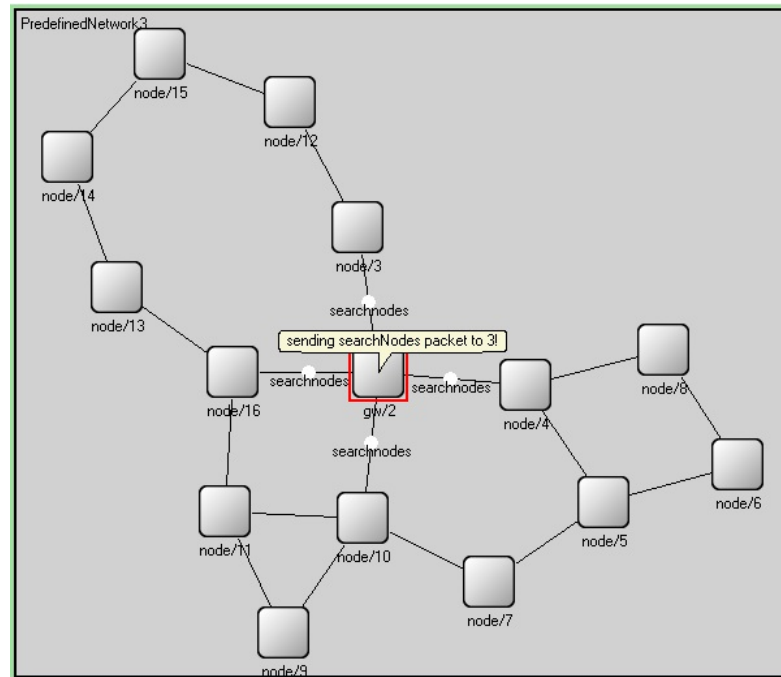 PredefinedNetwork3
node/15
node/12
node/14
node/3
node/13
searchnodes
sending searchNodes packet to 3!
searchnodes
searchnodes
node/8
node/16
gw/2
node/4
searchnodes
node/6
node/5
node/11
node/10
node/7
node/9